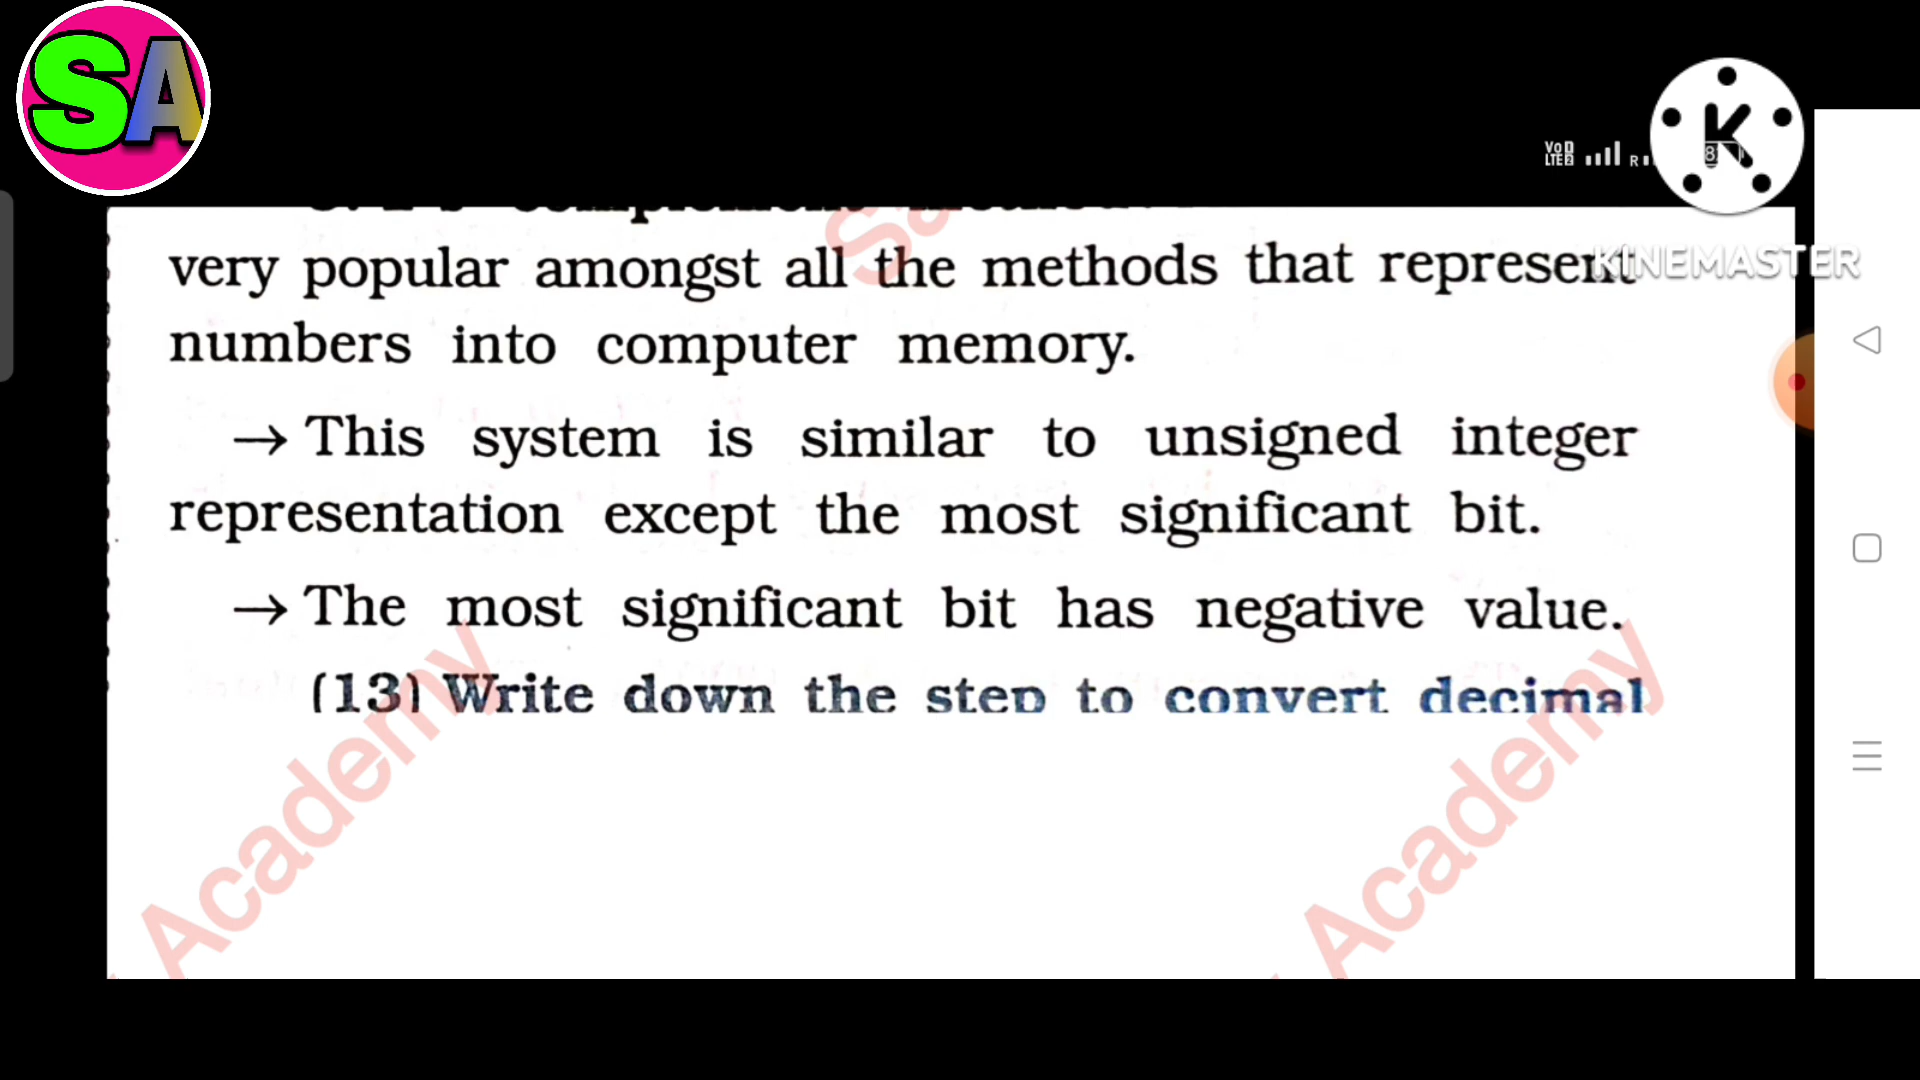 SA
K
KINEMASTER
very popular amongst all the methods that represent
numbers into computer memory.
→ This system is similar to unsigned integer
representation except the most significant bit.
→ The most significant bit has negative value.
(13) Write down the step to convert decimal
Academy
Academy